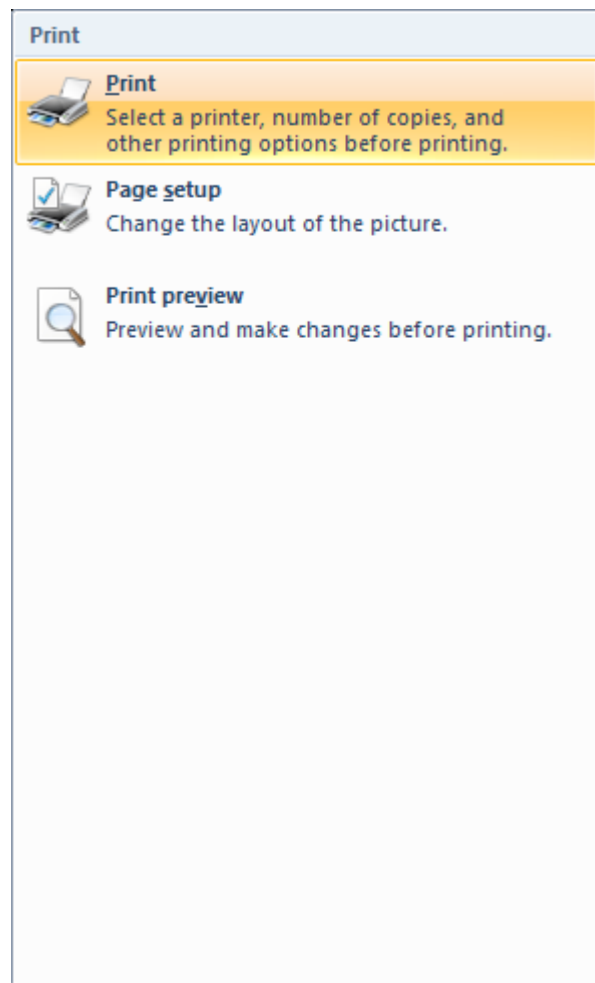 Print
Print
Select a printer, number of copies, and
other printing options before printing.
Page setup
Change the layout of the picture.
Print preview
Preview and make changes before printing.